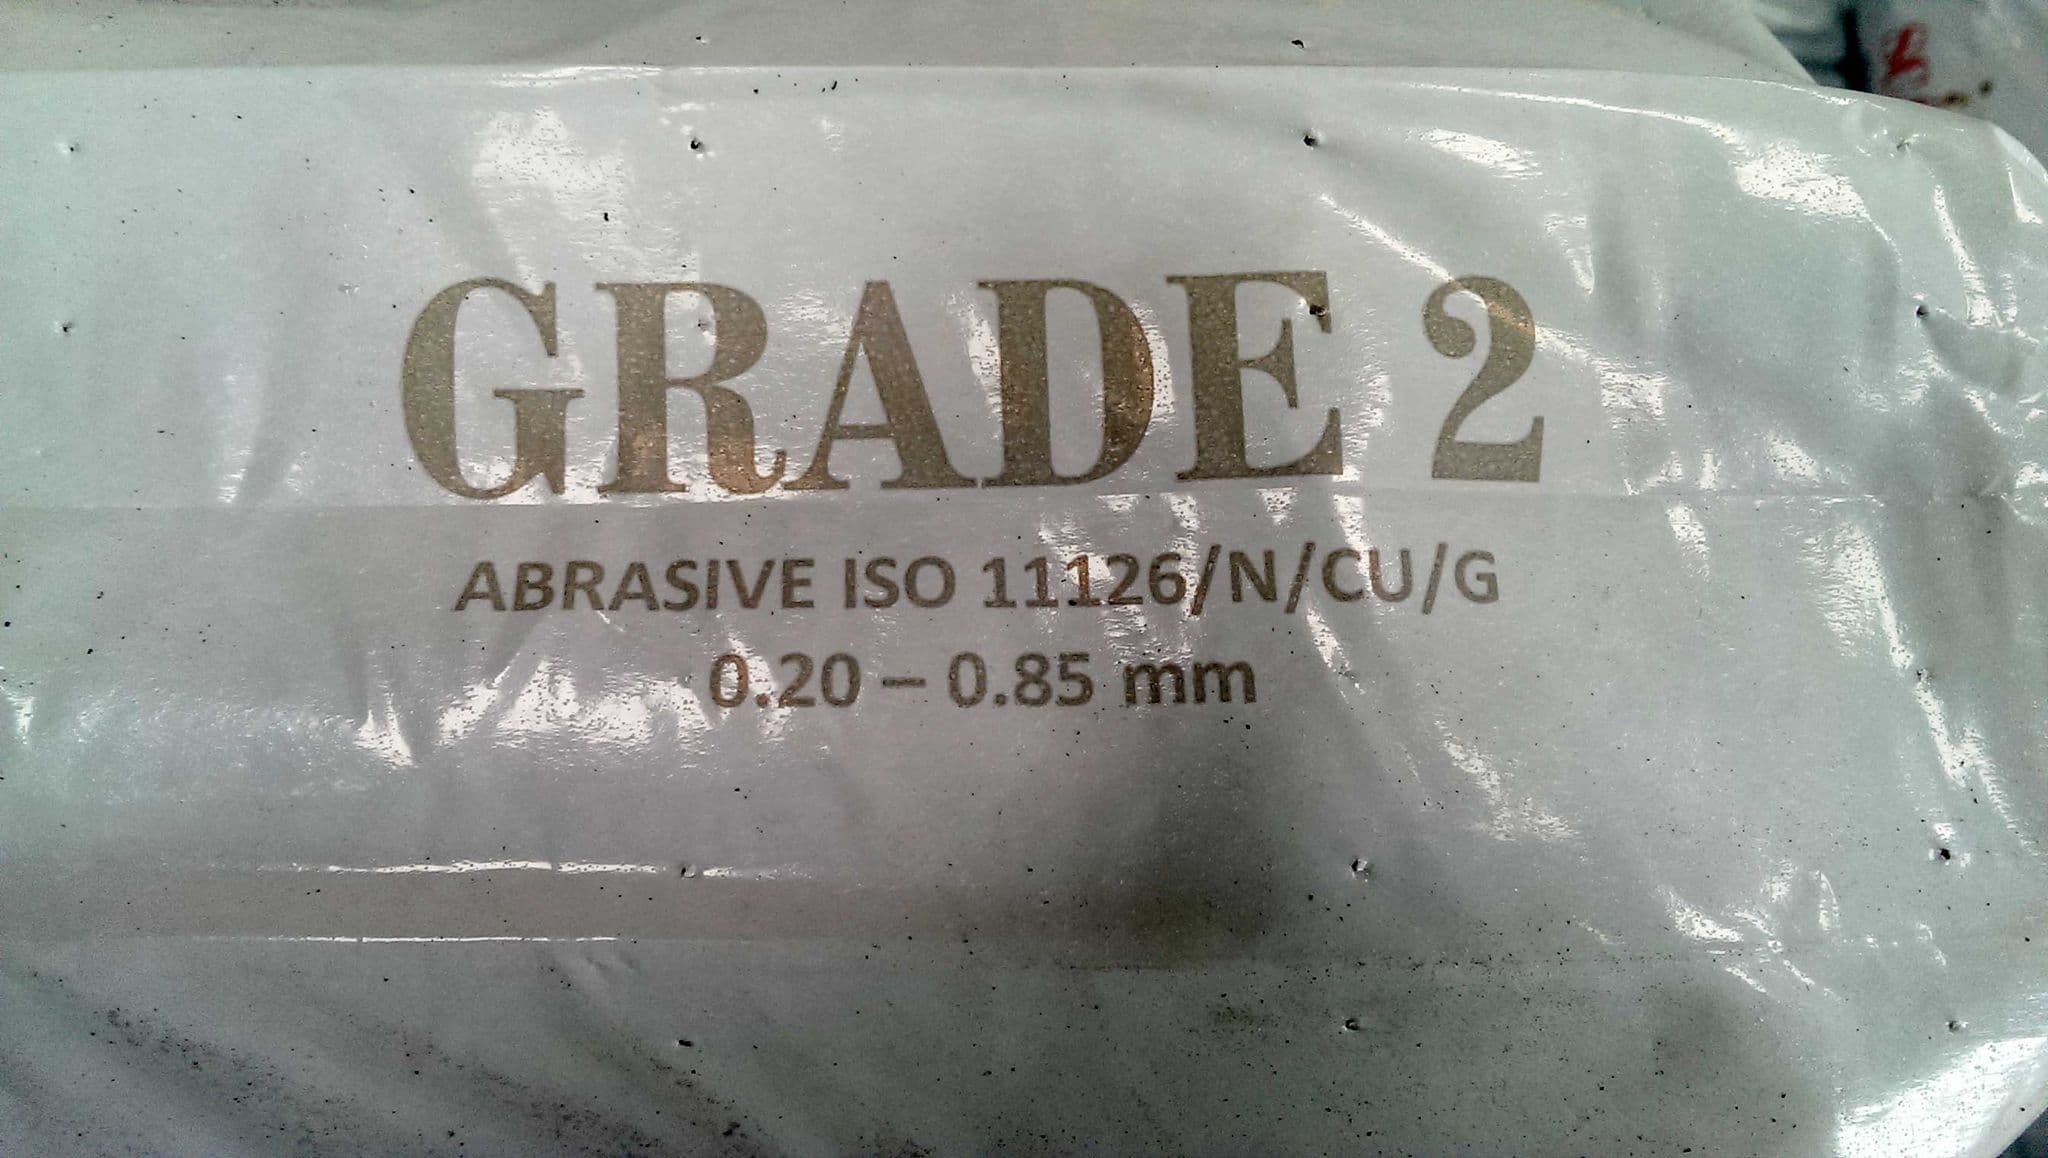 GRADE 2
ABRASIVE ISO 11126/N/CU/G
0.20 – 0.85 mm